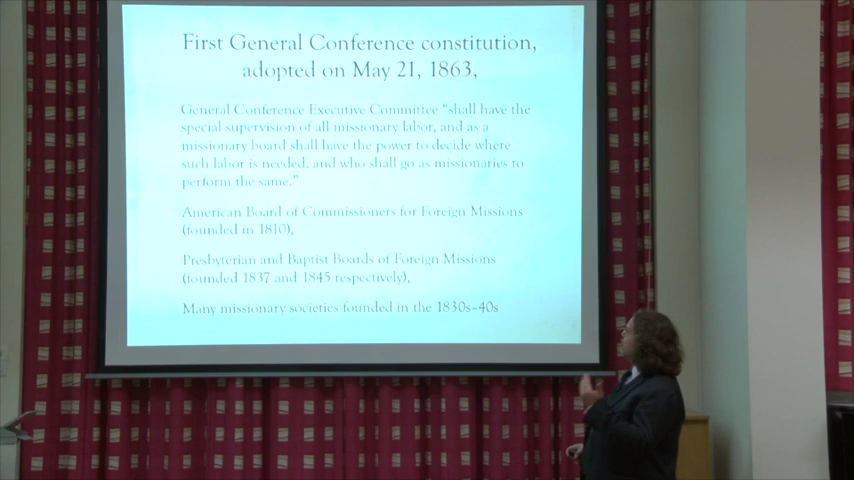 First General Conference constitution,
adopted on May 21, 1863,
General Conference Executive Committee “shall have the
special supervision of all missionary labor, and as a
missionary board shall have the power to decide where
such labor is needed, and who shall go as missionaries to
perform the same.”
American Board of Commissioners for Foreign Missions
(founded in 1810),
Presbyterian and Baptist Boards of Foreign Missions
(founded 1837 and 1845 respectively),
Many missionary societies founded in the 1830s–40s